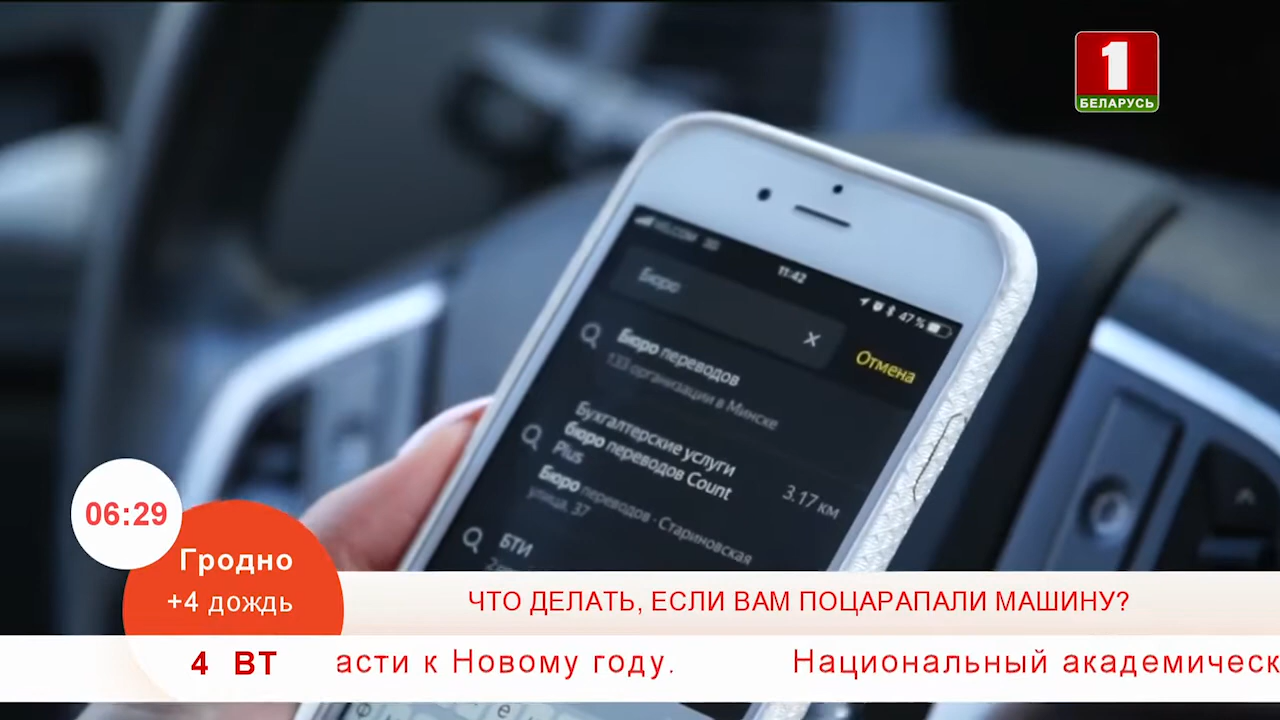 1
БЕЛАРУСЬ
11:42
47 %
Бюро
Отмена
Бюро переводов
133 организации в Минске
Бухгалтерские услуги
бюро переводов Count
Plus
3.17 км
Бюро переводов · Стариновская
улица, 37
БТИ
06:29
Гродно
+4 дождь
ЧТО ДЕЛАТЬ, ЕСЛИ ВАМ ПОЦАРАПАЛИ МАШИНУ?
4 ВТ
асти к Новому году. Национальный академическ